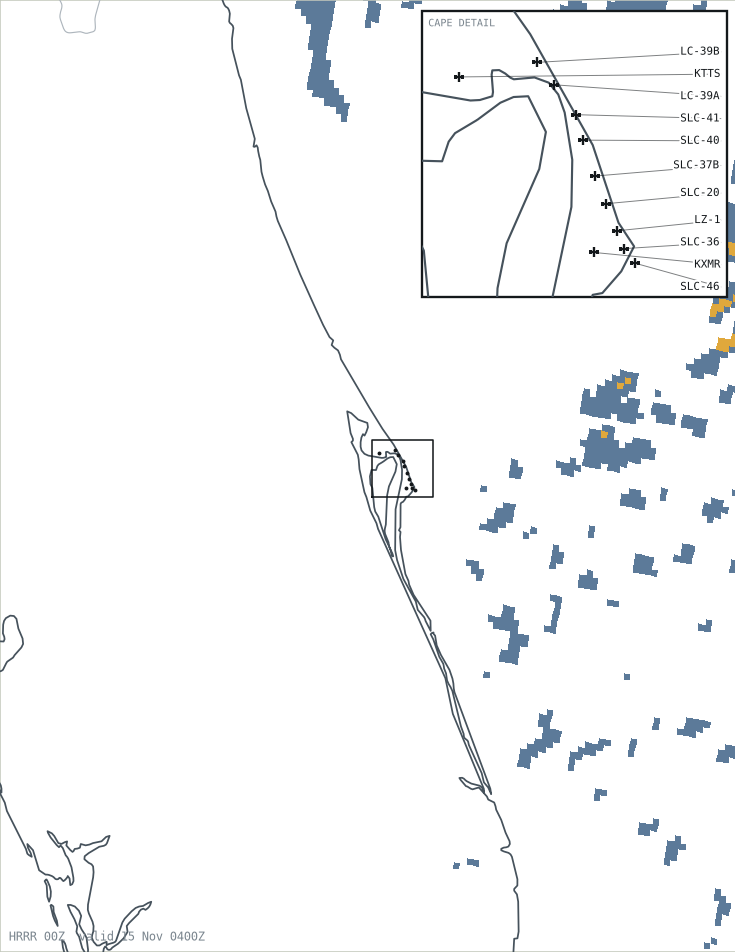 CAPE DETAIL
LC-39B
KTTS
LC-39A
SLC-41
SLC-40
SLC-37B
SLC-20
LZ-1
SLC-36
KXMR
SLC-46
HRRR 00Z valid 15 Nov 0400Z